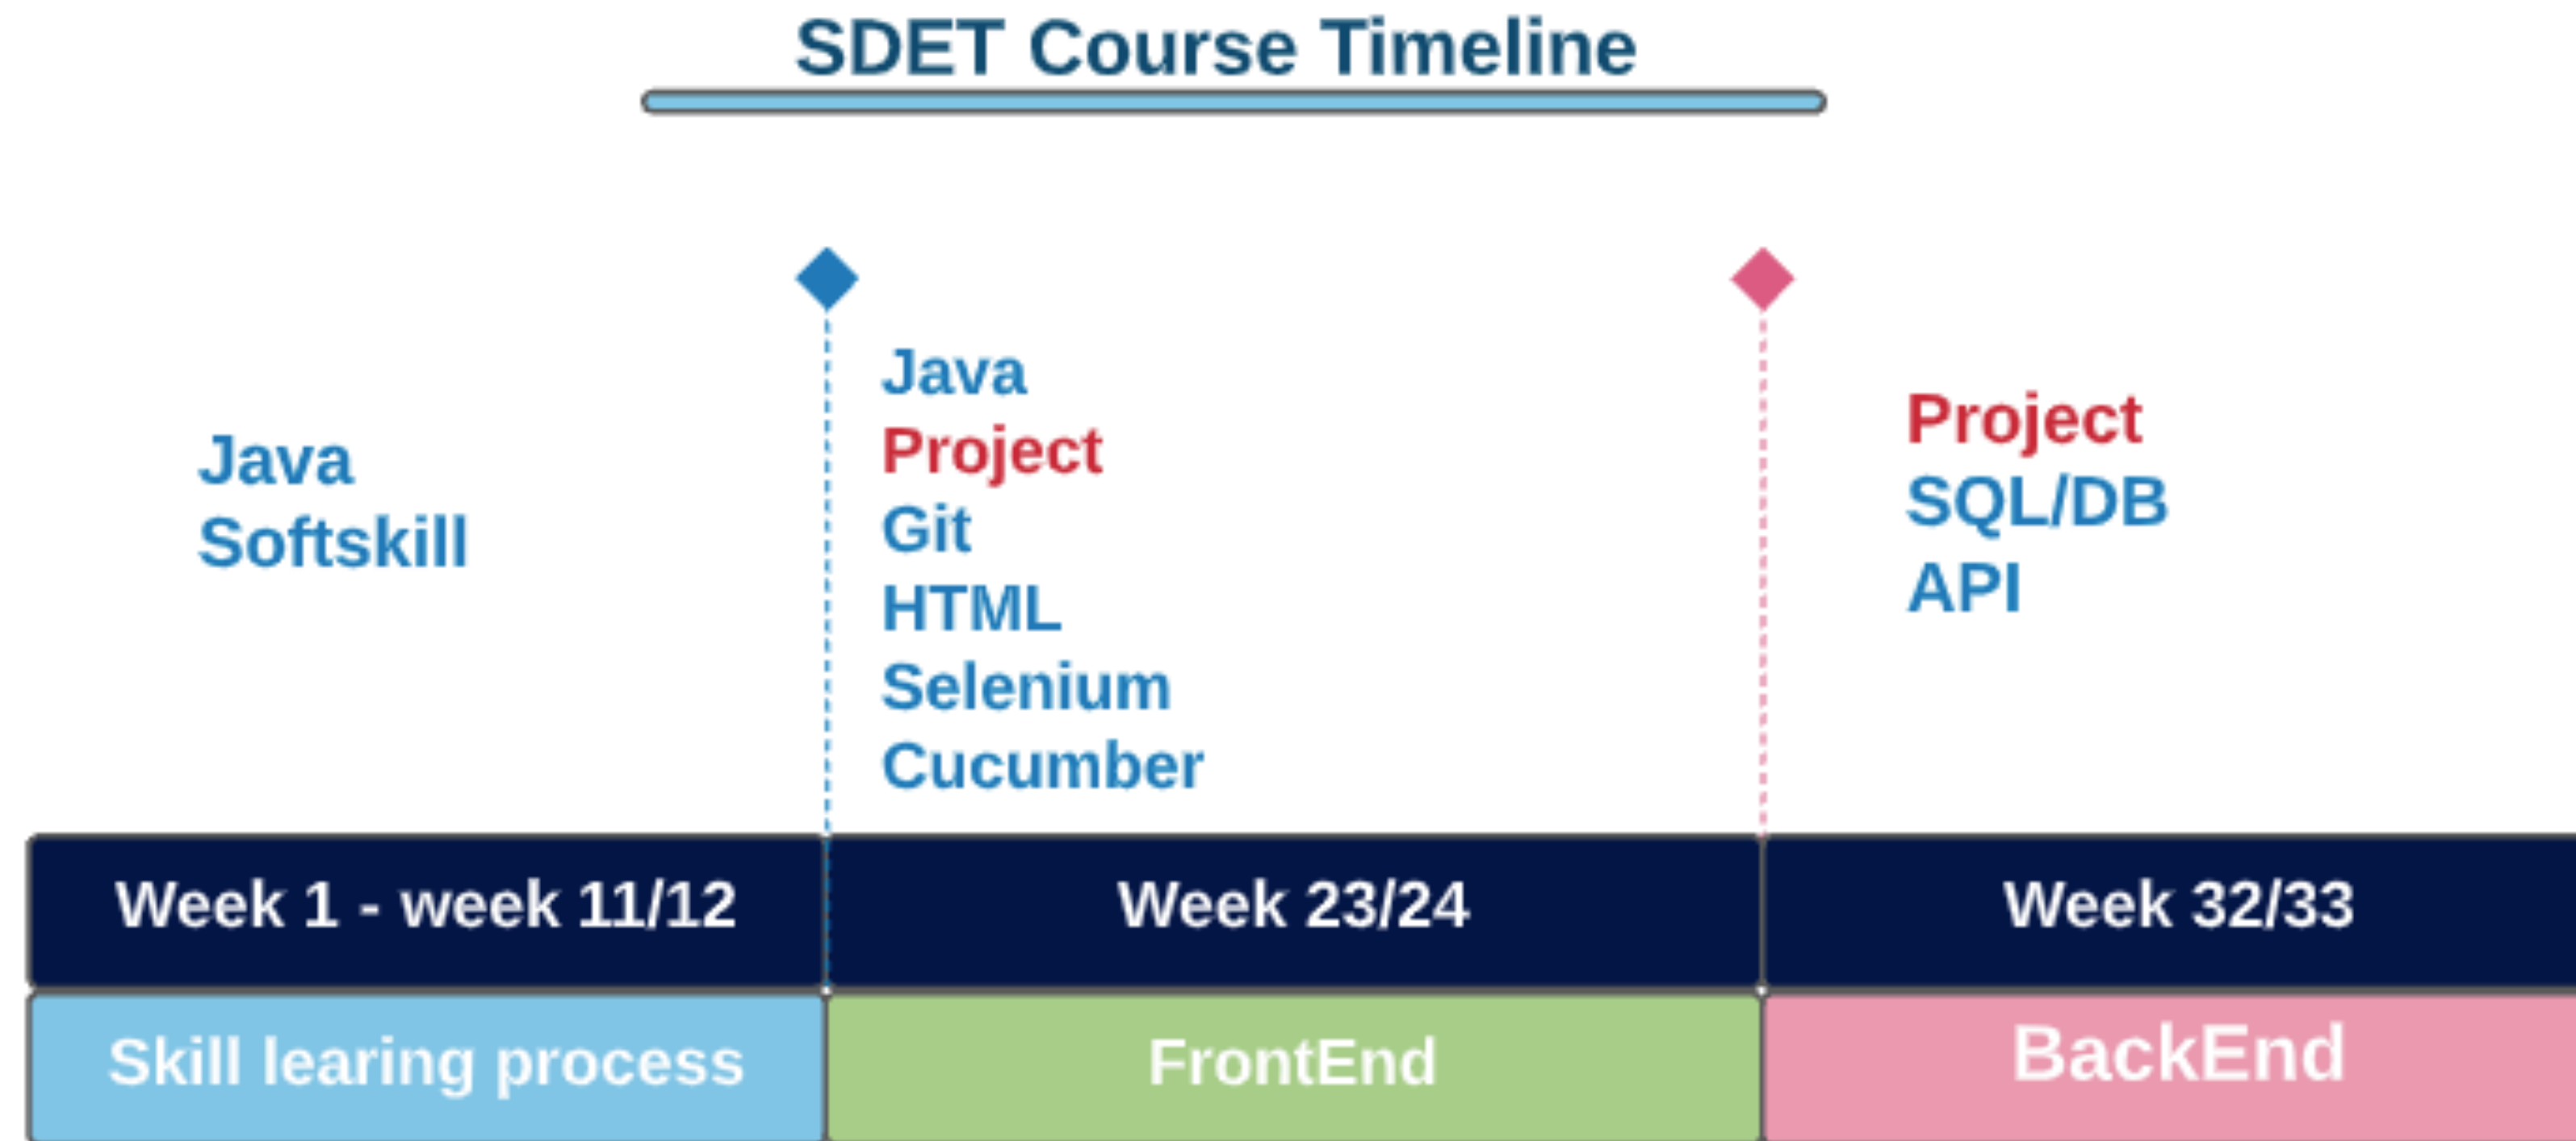 SDET Course Timeline
Java
Softskill
Java
Project
Git
HTML
Selenium
Cucumber
Project
SQL/DB
API
Week 1 - week 11/12
Week 23/24
Week 32/33
Skill learing process
FrontEnd
BackEnd